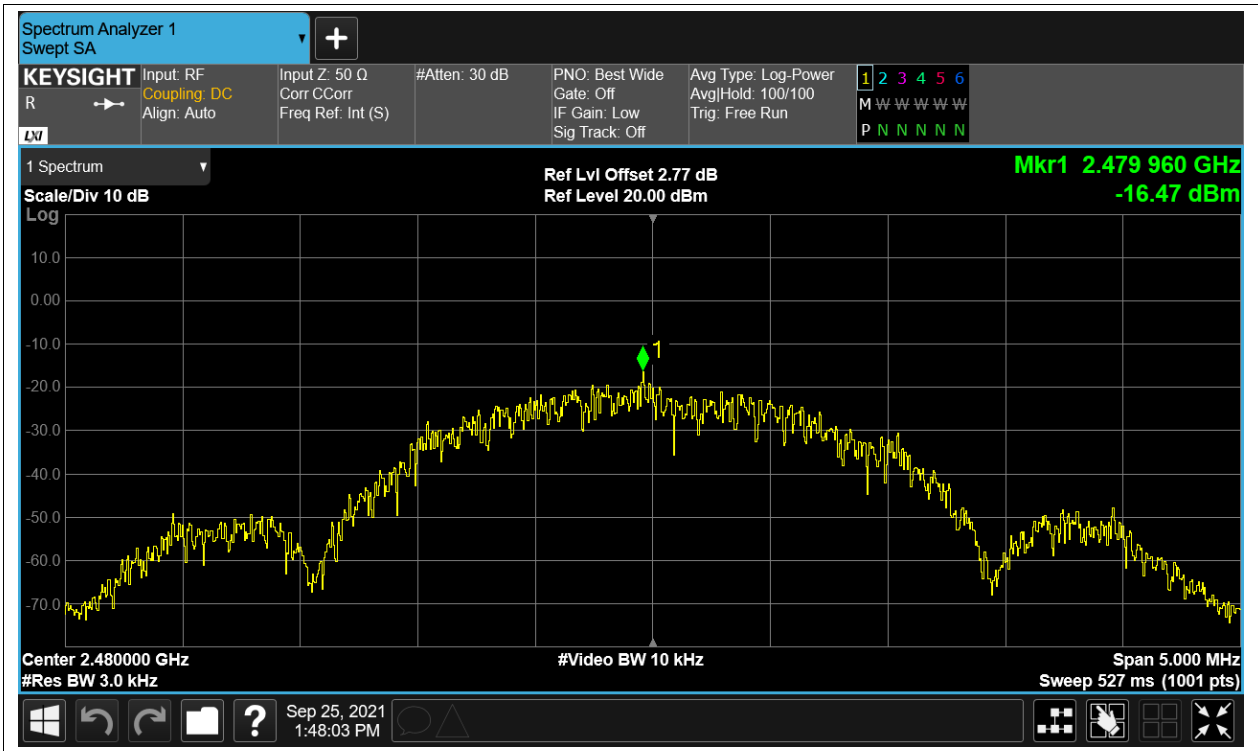 Spectrum Analyzer 1
Swept SA
+
KEYSIGHT
R
LXI
Input: RF
Coupling: DC
Align: Auto
Input Z: 50 Ω
Corr CCorr
Freq Ref: Int (S)
#Atten: 30 dB
PNO: Best Wide
Gate: Off
IF Gain: Low
Sig Track: Off
Avg Type: Log-Power
Avg|Hold: 100/100
Trig: Free Run
1 2 3 4 5 6
M W W W W W
P N N N N N
1 Spectrum
Scale/Div 10 dB
Ref Lvl Offset 2.77 dB
Ref Level 20.00 dBm
Mkr1 2.479 960 GHz
-16.47 dBm
Log
10.0
0.00
-10.0
1
-20.0
-30.0
-40.0
-50.0
-60.0
-70.0
Center 2.480000 GHz
#Video BW 10 kHz
Span 5.000 MHz
#Res BW 3.0 kHz
Sweep 527 ms (1001 pts)
?
Sep 25, 2021
1:48:03 PM